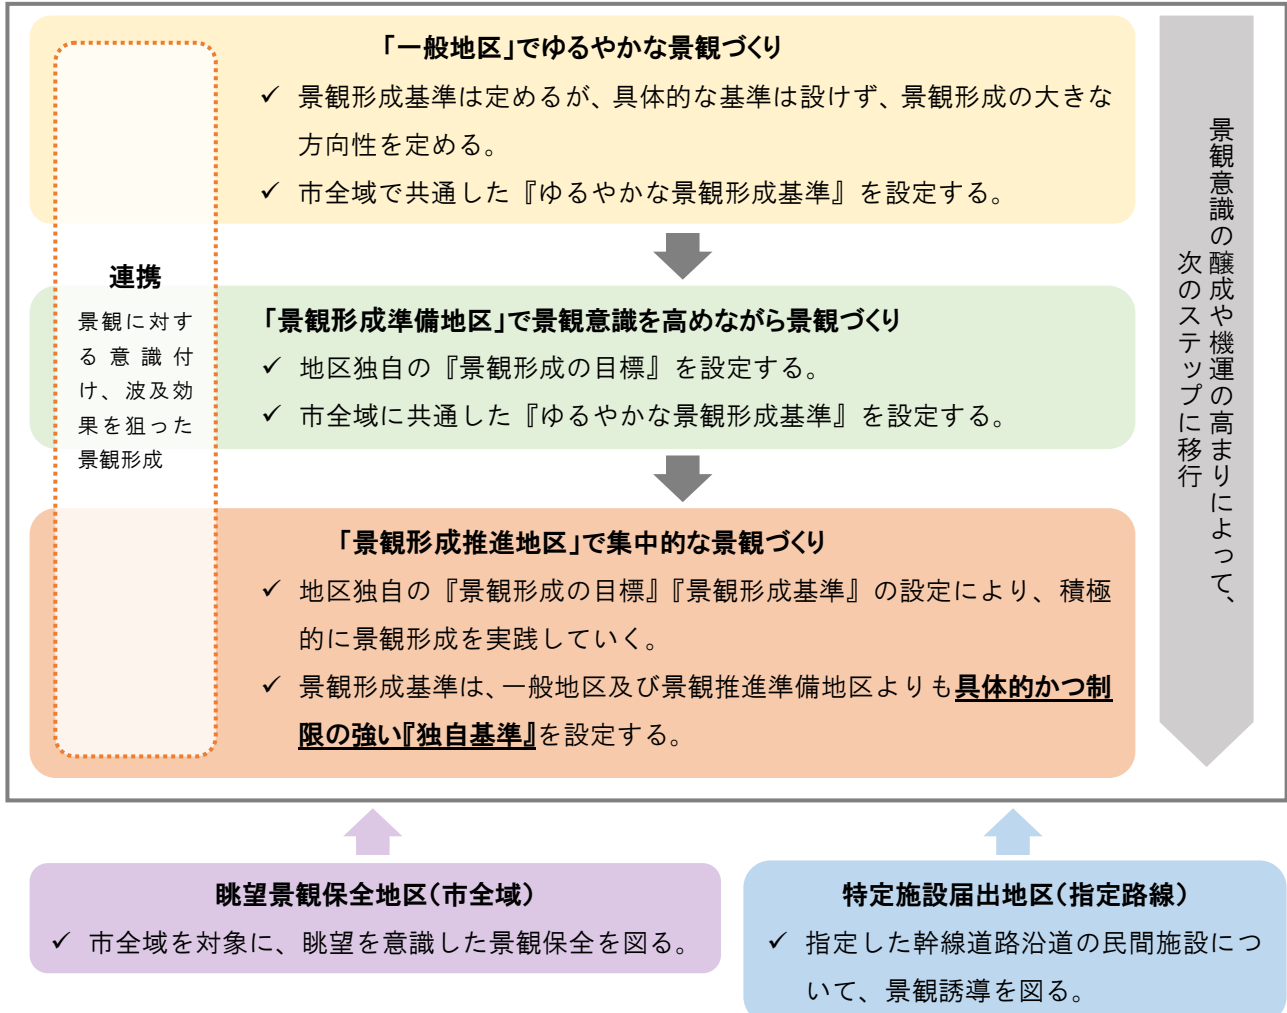 「一般地区」でゆるやかな景観づくり
✓ 景観形成基準は定めるが、具体的な基準は設けず、景観形成の大きな
方向性を定める。
✓ 市全域で共通した『ゆるやかな景観形成基準』を設定する。
連携
景観に対す
る意識付
け、波及効
果を狙った
景観形成
「景観形成準備地区」で景観意識を高めながら景観づくり
✓ 地区独自の『景観形成の目標』を設定する。
✓ 市全域に共通した『ゆるやかな景観形成基準』を設定する。
「景観形成推進地区」で集中的な景観づくり
✓ 地区独自の『景観形成の目標』『景観形成基準』の設定により、積極
的に景観形成を実践していく。
✓ 景観形成基準は、一般地区及び景観推進準備地区よりも具体的かつ制
限の強い『独自基準』を設定する。
景観意識の醸成や機運の高まりによって、
次のステップに移行
眺望景観保全地区（市全域）
✓ 市全域を対象に、眺望を意識した景観保全を図る。
特定施設届出地区（指定路線）
✓ 指定した幹線道路沿道の民間施設につ
いて、景観誘導を図る。